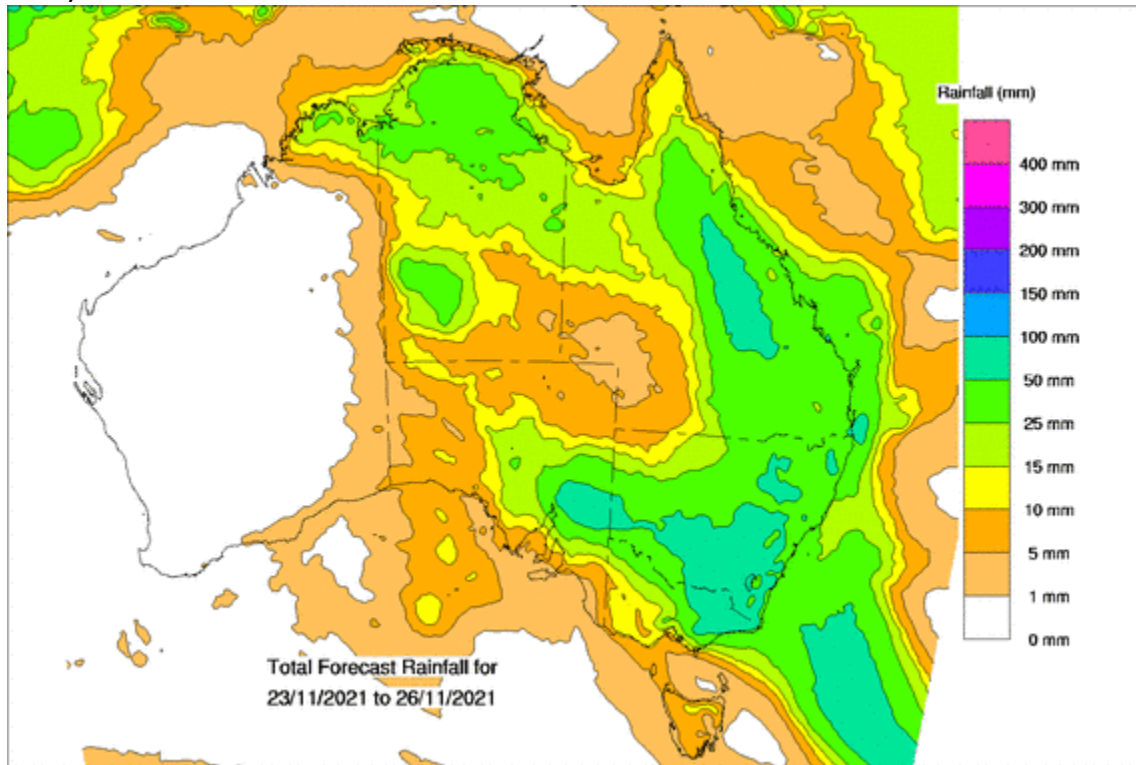 Rainfall (mm)
400 mm
300 mm
200 mm
150 mm
100 mm
50 mm
25 mm
15 mm
10 mm
5 mm
1 mm
0 mm
Total Forecast Rainfall for
23/11/2021 to 26/11/2021